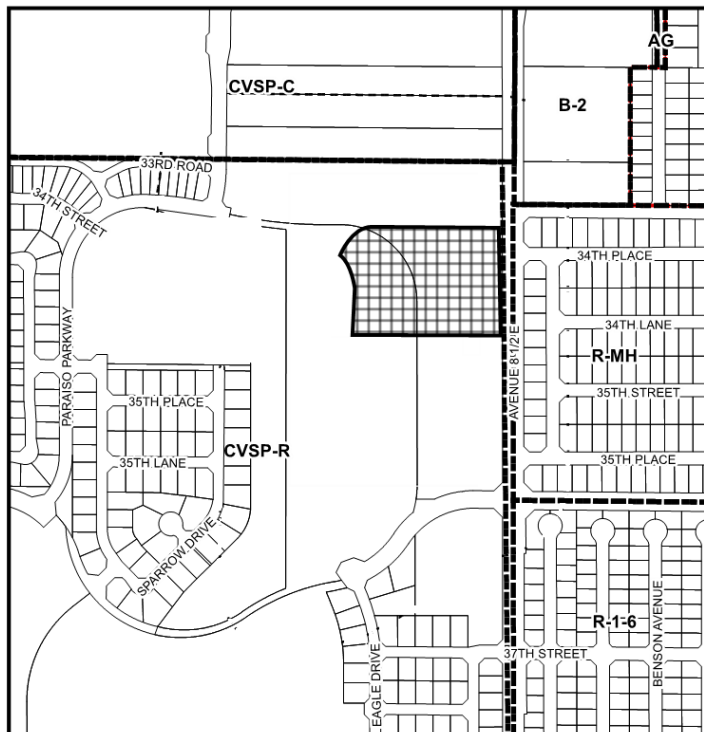 AG
CVSP-C
B-2
33RD ROAD
34TH STREET
34TH PLACE
34TH LANE
AVENUE 8 1/2 E
R-MH
PARAISO PARKWAY
35TH STREET
35TH PLACE
CVSP-R
35TH PLACE
35TH LANE
SPARROW DRIVE
R-1-6
37TH STREET
BENSON AVENUE
EAGLE DRIVE